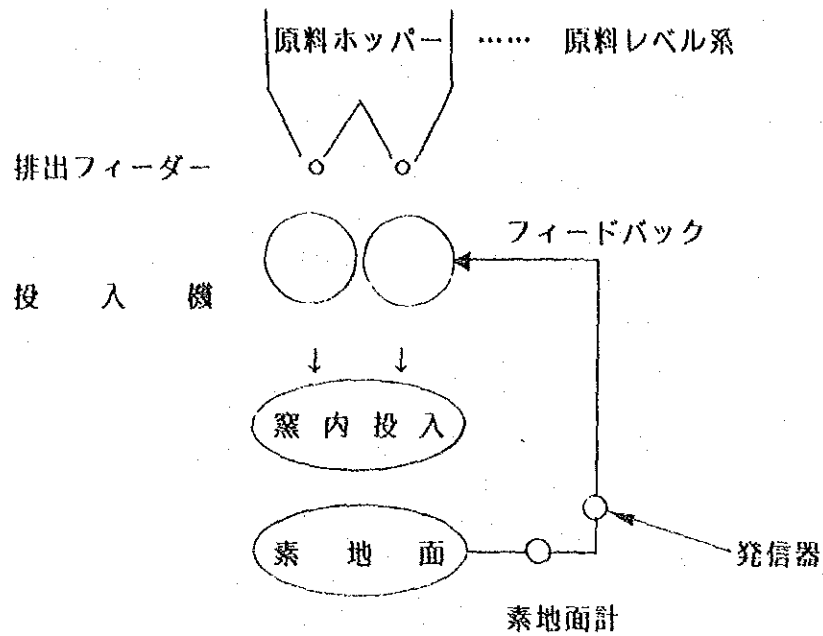 原料ホッパー …… 原料レベル系
排出フィーダー
フィードバック
投入機
↓ ↓
窯内投入
素地面
発信器
素地面計